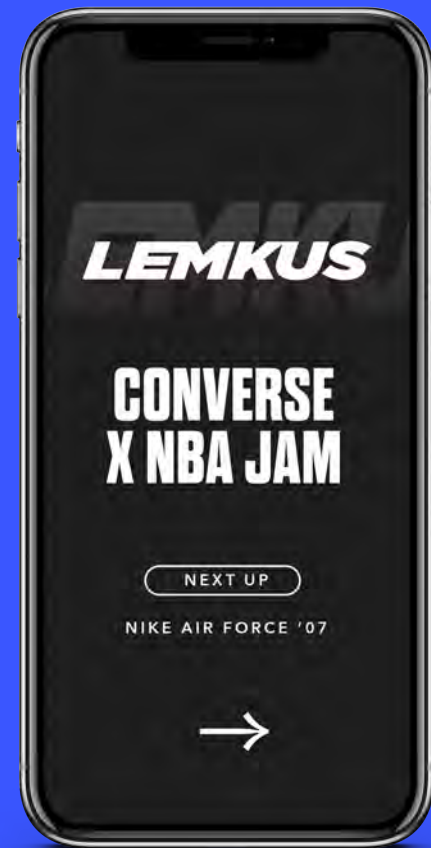 LEMKUS
CONVERSE
X NBA JAM
NEXT UP
NIKE AIR FORCE '07